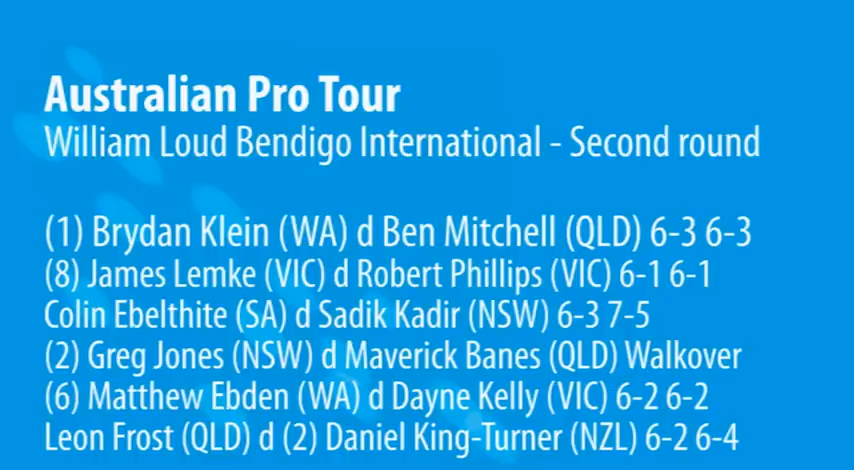 Australian Pro Tour
William Loud Bendigo International - Second round
(1) Brydan Klein (WA) d Ben Mitchell (QLD) 6-3 6-3
(8) James Lemke (VIC) d Robert Phillips (VIC) 6-1 6-1
Colin Ebelthite (SA) d Sadik Kadir (NSW) 6-3 7-5
(2) Greg Jones (NSW) d Maverick Banes (QLD) Walkover
(6) Matthew Ebden (WA) d Dayne Kelly (VIC) 6-2 6-2
Leon Frost (QLD) d (2) Daniel King-Turner (NZL) 6-2 6-4